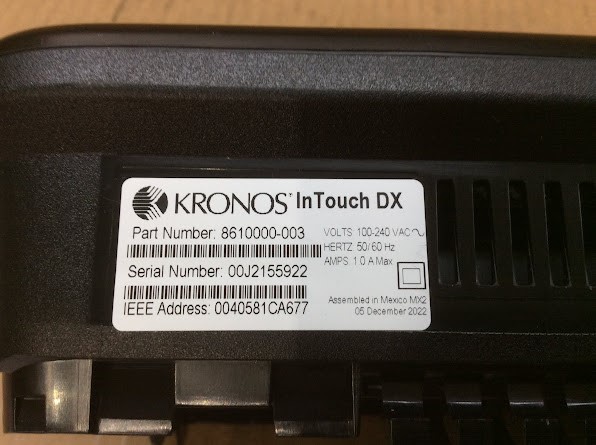 KRONOS InTouch DX
Part Number: 8610000-003
VOLTS 100-240 VAC
HERTZ 50/60 Hz
AMPS 1.0 A Max
Serial Number: 00J2155922
IEEE Address: 0040581CA677
Assembled in Mexico MX2
05 December 2022